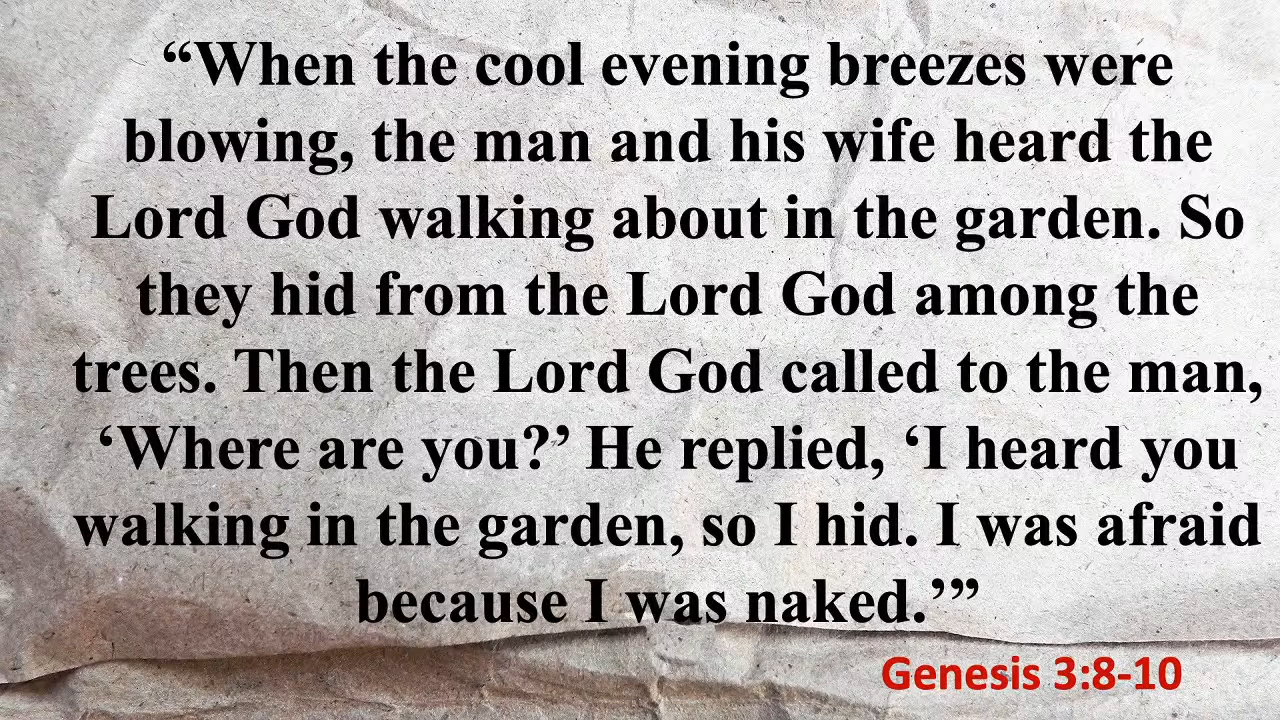 “When the cool evening breezes were
blowing, the man and his wife heard the
Lord God walking about in the garden. So
they hid from the Lord God among the
trees. Then the Lord God called to the man,
‘Where are you?’ He replied, ‘I heard you
walking in the garden, so I hid. I was afraid
because I was naked.’”
Genesis 3:8-10